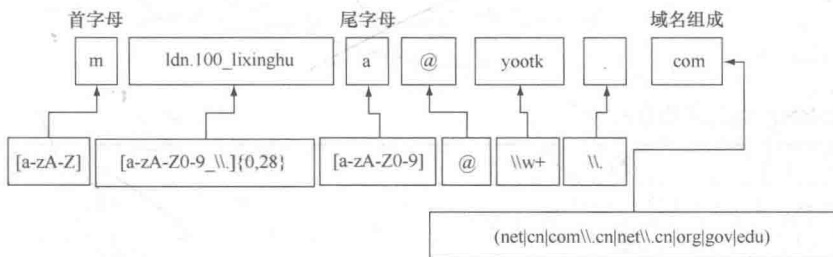 首字母 尾字母 域名组成
m ldn.100_lixinghu a @ yootk . com
[a-zA-Z] [a-zA-Z0-9_\\.]{0,28} [a-zA-Z0-9] @ \\w+ \\.
(net|cn|com\\.cn|net\\.cn|org|gov|edu)